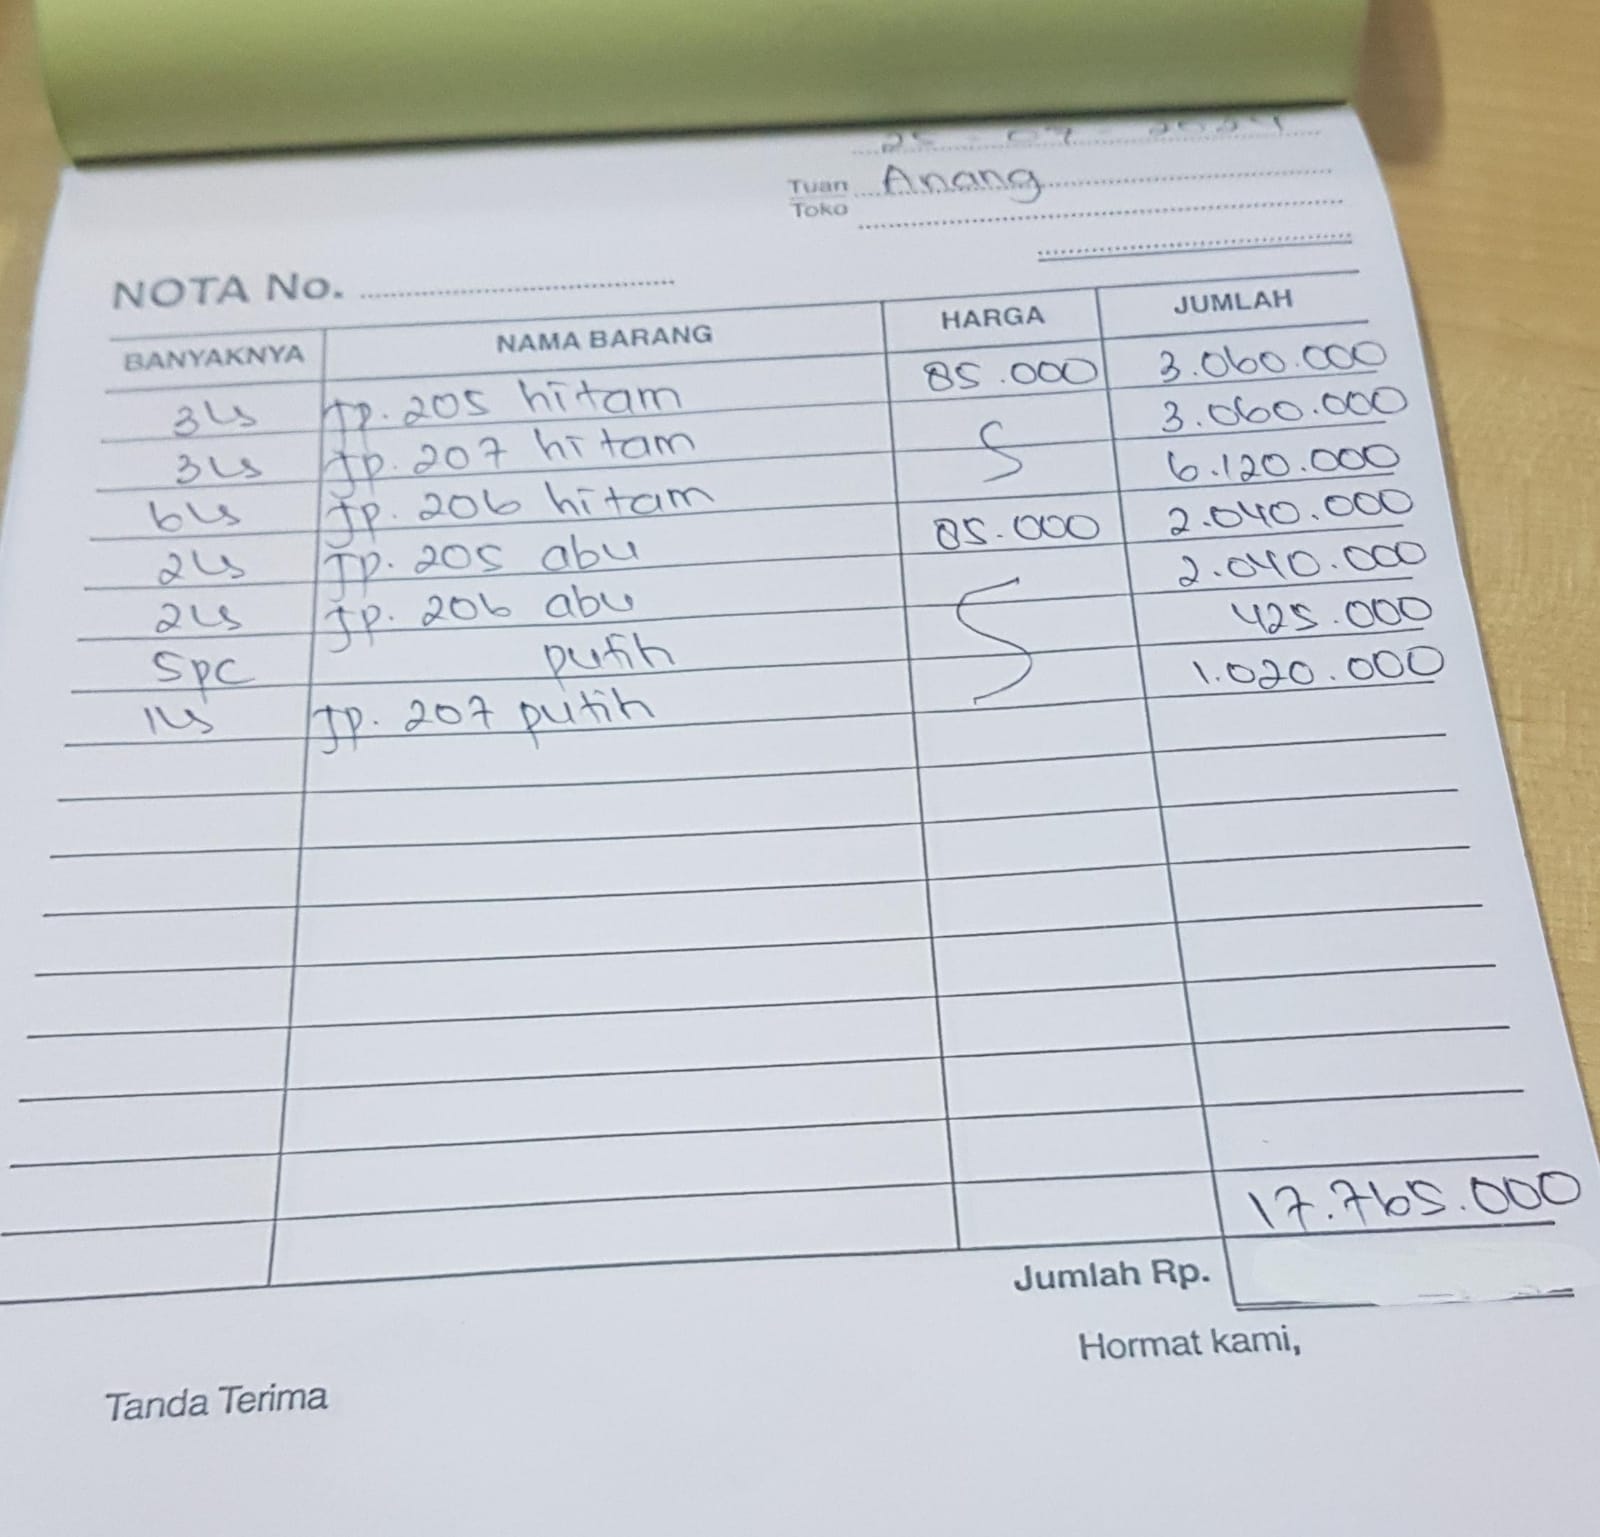 25 - 07 - 2024
Tuan Anang
Toko
NOTA No.
BANYAKNYA NAMA BARANG HARGA JUMLAH
3Ls Jp. 205 hitam 85.000 3.060.000
3Ls Jp. 207 hitam 3.060.000
6Ls Jp. 206 hitam 6.120.000
2Ls Jp. 205 abu 85.000 2.040.000
2Ls Jp. 206 abu 2.040.000
5pc putih 425.000
1Ls Jp. 207 putih 1.020.000
17.765.000
Jumlah Rp.
Hormat kami,
Tanda Terima